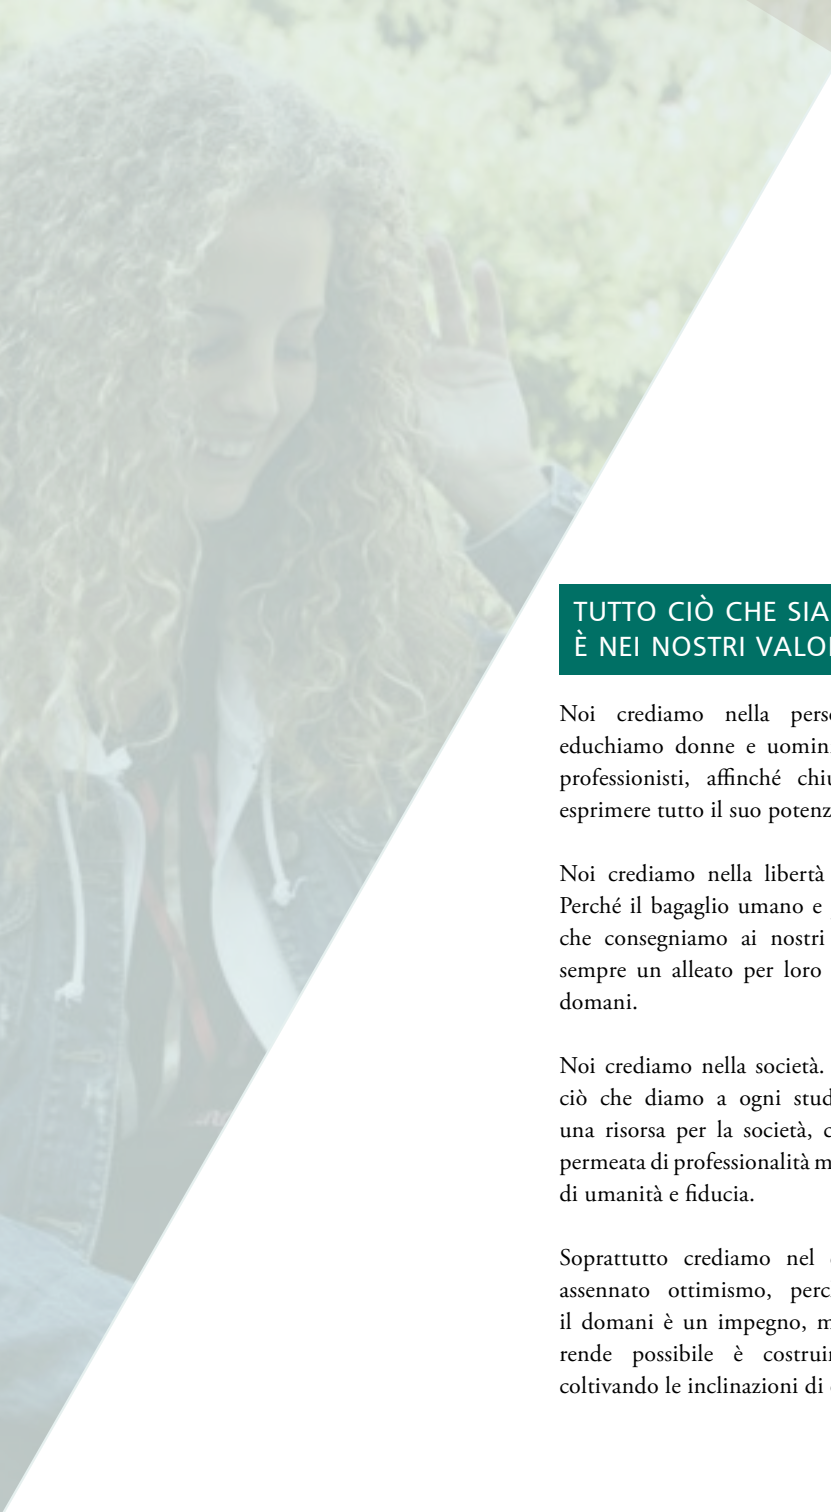 TUTTO CIÒ CHE SIA
È NEI NOSTRI VALO
Noi crediamo nella pers
educhiamo donne e uomin
professionisti, affinché chi
esprimere tutto il suo potenz
Noi crediamo nella libertà
Perché il bagaglio umano e
che consegniamo ai nostri
sempre un alleato per loro
domani.
Noi crediamo nella società.
ciò che diamo a ogni stud
una risorsa per la società, c
permeata di professionalità m
di umanità e fiducia.
Soprattutto crediamo nel
assennato ottimismo, perc
il domani è un impegno, m
rende possibile è costrui
coltivando le inclinazioni di